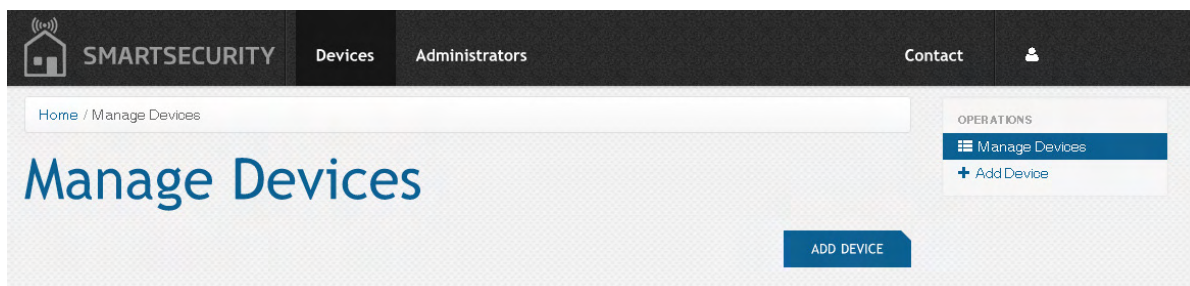 SMARTSECURITY Devices Administrators Contact
Home / Manage Devices
Manage Devices
ADD DEVICE
OPERATIONS
Manage Devices
Add Device